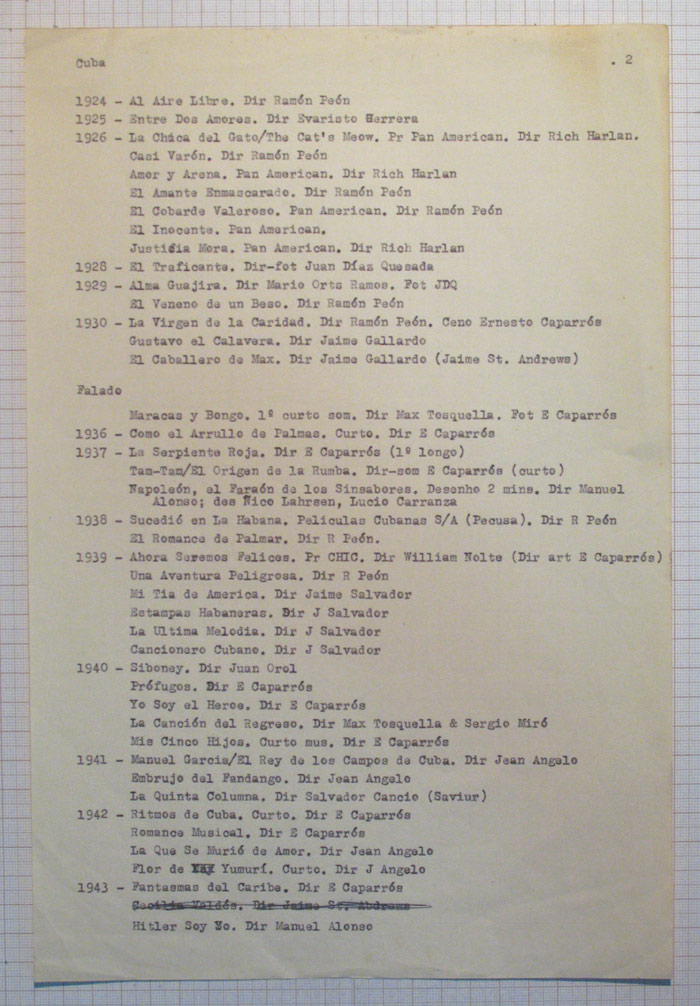 Cuba . 2
1924 - Al Aire Libre. Dir Ramón Peón
1925 - Entre Dos Amores. Dir Evaristo Herrera
1926 - La Chica del Gato/The Cat's Meow. Pr Pan American. Dir Rich Harlan.
Casi Varón. Dir Ramón Peón
Amor y Arena. Pan American. Dir Rich Harlan
El Amante Enmascarado. Dir Ramón Peón
El Cobarde Valeroso. Pan American. Dir Ramón Peón
El Inocente. Pan American.
Justicia Mora. Pan American. Dir Rich Harlan
1928 - El Traficante. Dir-fot Juan Díaz Quesada
1929 - Alma Guajira. Dir Mario Orts Ramos. Fot JDQ
El Veneno de un Beso. Dir Ramón Peón
1930 - La Virgen de la Caridad. Dir Ramón Peón. Ceno Ernesto Caparrós
Gustavo el Calavera. Dir Jaime Gallardo
El Caballero de Max. Dir Jaime Gallardo (Jaime St. Andrews)
Falado
Maracas y Bongo. 1º curto som. Dir Max Tosquella. Fot E Caparrós
1936 - Como el Arrullo de Palmas. Curto. Dir E Caparrós
1937 - La Serpiente Roja. Dir E Caparrós (1º longo)
Tam-Tam/El Origen de la Rumba. Dir-som E Caparrós (curto)
Napoleón, el Faraón de los Sinsabores. Desenho 2 mins. Dir Manuel
Alonso; des Ñico Lahrsen, Lucio Carranza
1938 - Sucedió en La Habana. Peliculas Cubanas S/A (Pecusa). Dir R Peón
El Romance de Palmar. Dir R Peón.
1939 - Ahora Seremos Felices. Pr CHIC. Dir William Nolte (Dir art E Caparrós)
Una Aventura Peligrosa. Dir R Peón
Mi Tia de America. Dir Jaime Salvador
Estampas Habaneras. Dir J Salvador
La Ultima Melodia. Dir J Salvador
Cancionero Cubano. Dir J Salvador
1940 - Siboney. Dir Juan Orol
Prófugos. Dir E Caparrós
Yo Soy el Heroe. Dir E Caparrós
La Canción del Regreso. Dir Max Tosquella & Sergio Miró
Mis Cinco Hijos. Curto mus. Dir E Caparrós
1941 - Manuel Garcia/El Rey de los Campos de Cuba. Dir Jean Angelo
Embrujo del Fandango. Dir Jean Angelo
La Quinta Columna. Dir Salvador Cancio (Saviur)
1942 - Ritmos de Cuba. Curto. Dir E Caparrós
Romance Musical. Dir E Caparrós
La Que Se Murió de Amor. Dir Jean Angelo
Flor de Yumurí. Curto. Dir J Angelo
1943 - Fantasmas del Caribe. Dir E Caparrós
Cecilia Valdés. Dir Jaime St. Abdrews
Hitler Soy Yo. Dir Manuel Alonso